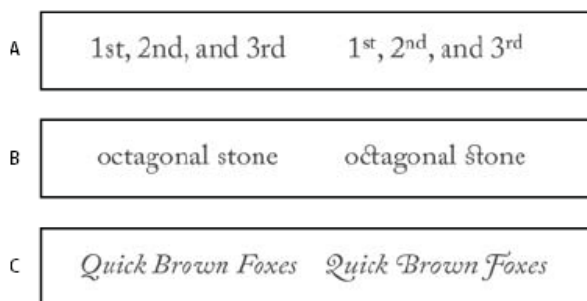 A 1st, 2nd, and 3rd 1st, 2nd, and 3rd
B octagonal stone octagonal stone
C Quick Brown Foxes Quick Brown Foxes